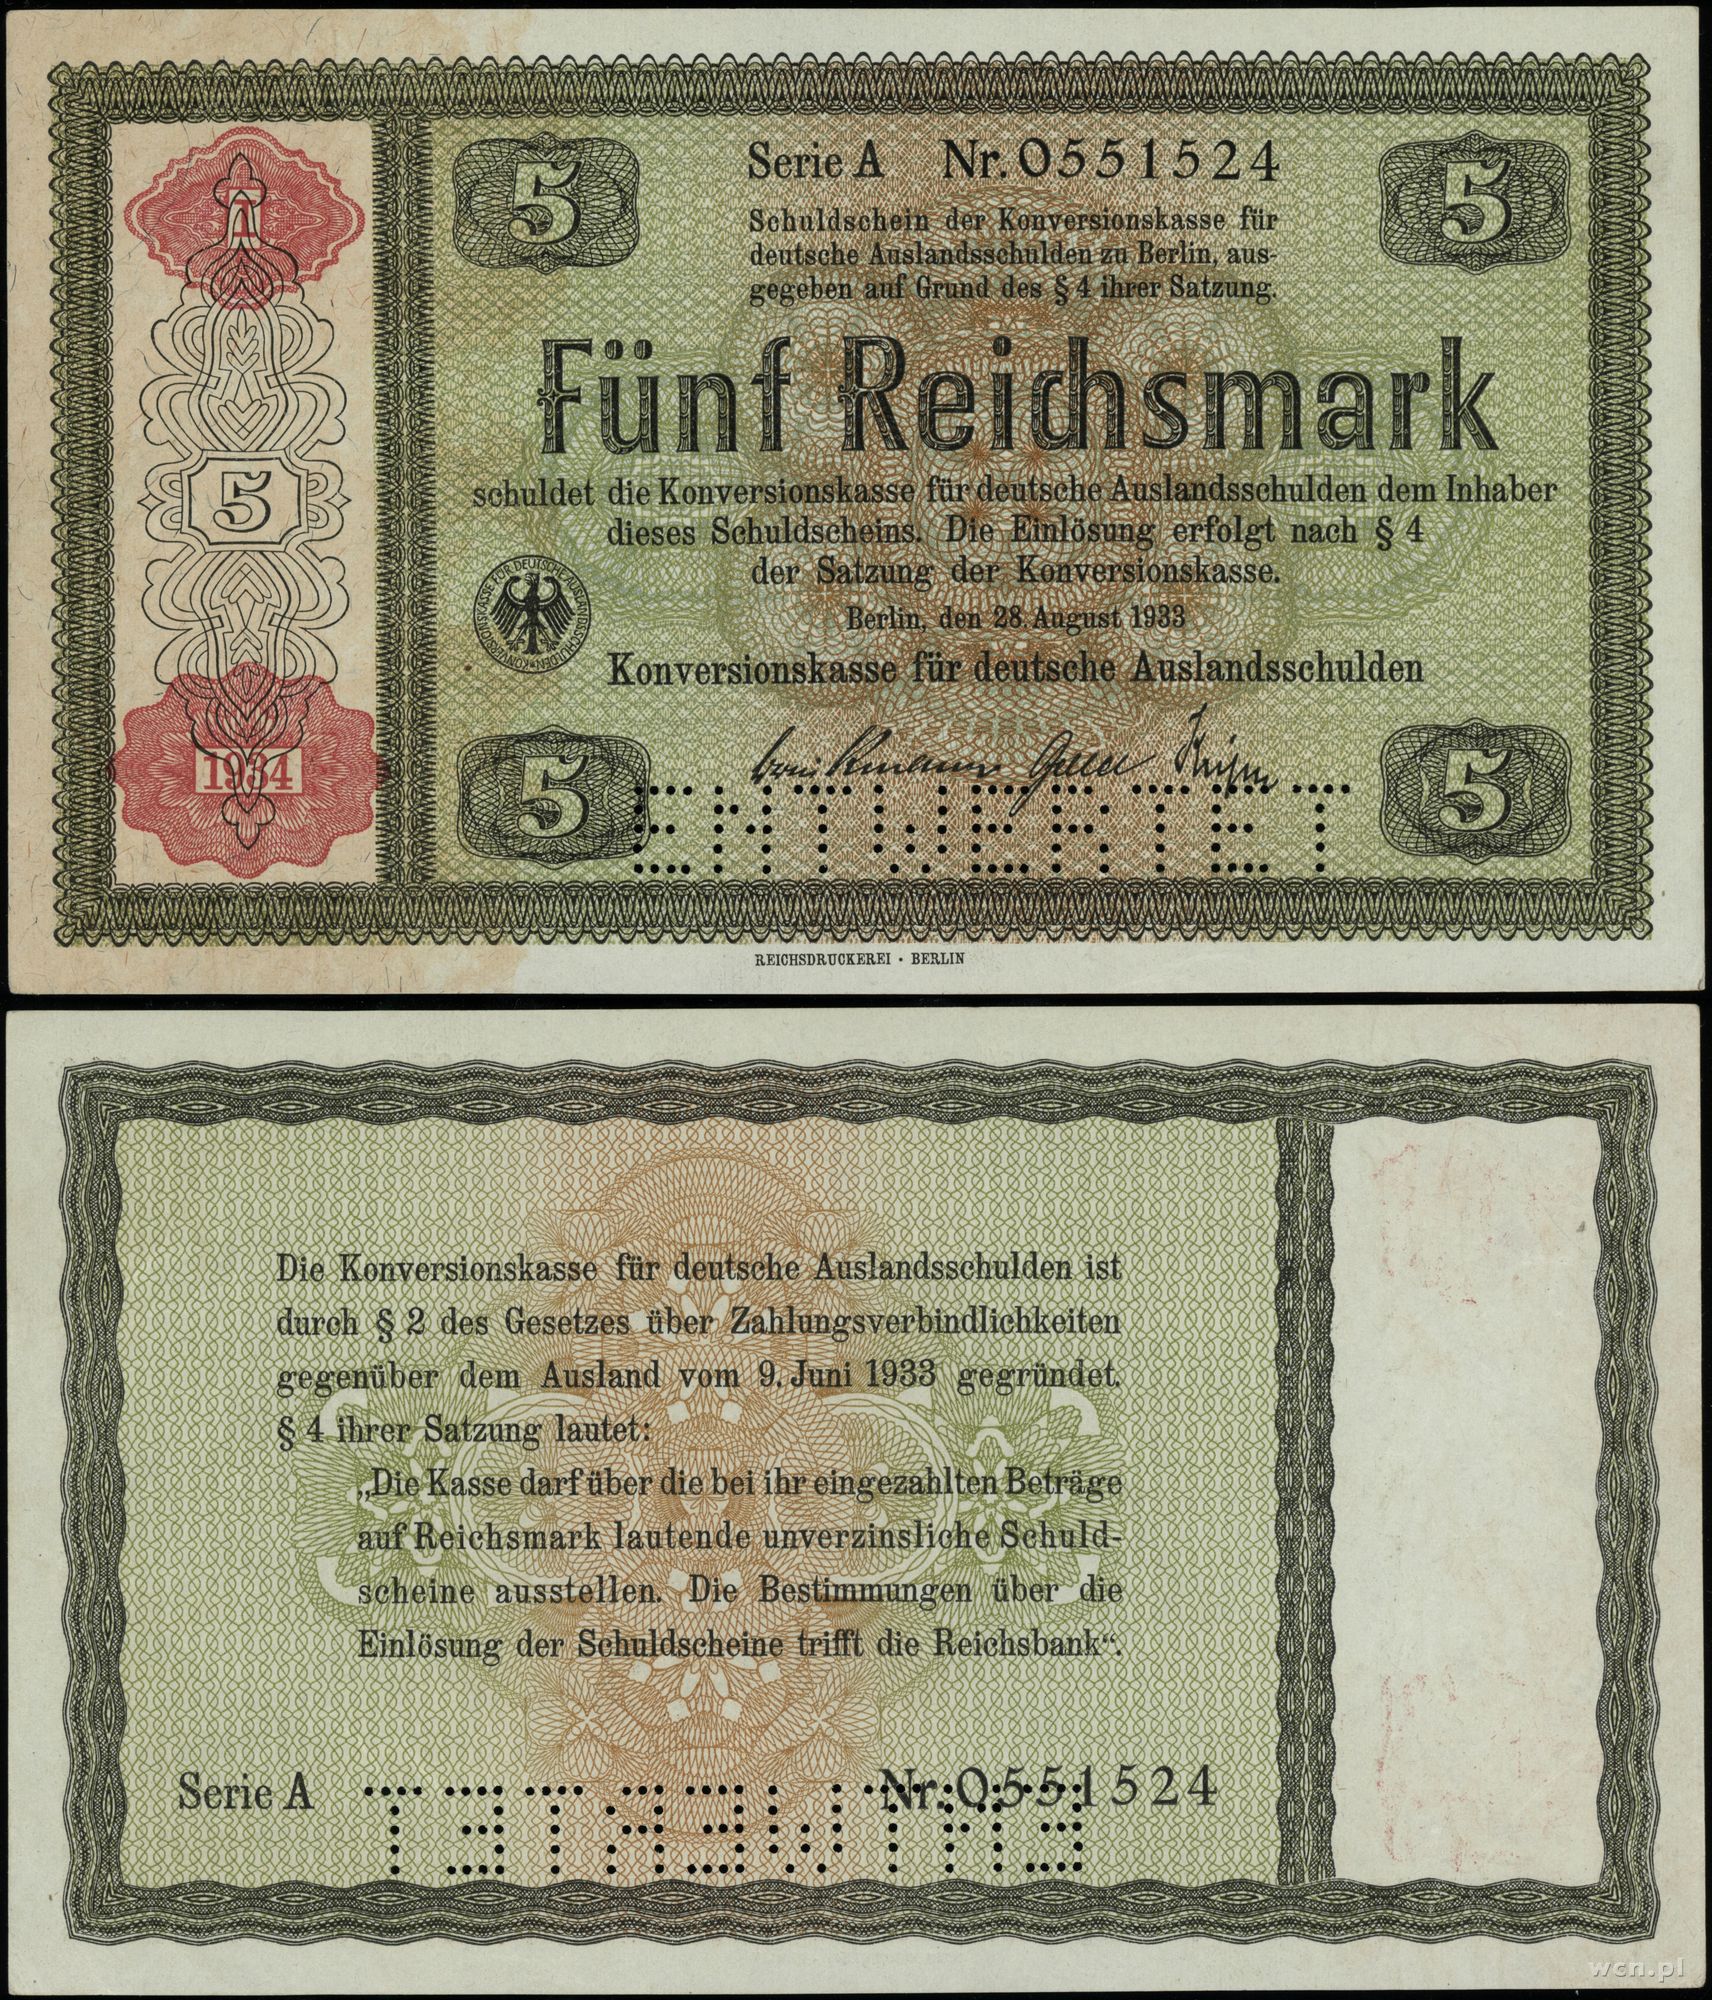 5
Serie A Nr. 0551524
5
Schuldschein der Konversionskasse für
deutsche Auslandsschulden zu Berlin, aus-
gegeben auf Grund des § 4 ihrer Satzung.
Fünf Reichsmark
5
schuldet die Konversionskasse für deutsche Auslandsschulden dem Inhaber
dieses Schuldscheins. Die Einlösung erfolgt nach § 4
der Satzung der Konversionskasse.
KONVERSIONSKASSE FÜR DEUTSCHE AUSLANDSSCHULDEN
Berlin, den 28. August 1933
Konversionskasse für deutsche Auslandsschulden
1934
5
5
ENTWERTET
REICHSDRUCKEREI · BERLIN
Die Konversionskasse für deutsche Auslandsschulden ist
durch § 2 des Gesetzes über Zahlungsverbindlichkeiten
gegenüber dem Ausland vom 9. Juni 1933 gegründet.
§ 4 ihrer Satzung lautet:
„Die Kasse darf über die bei ihr eingezahlten Beträge
auf Reichsmark lautende unverzinsliche Schuld-
scheine ausstellen. Die Bestimmungen über die
Einlösung der Schuldscheine trifft die Reichsbank“.
Serie A Nr. 0551524
ENTWERTET
wcn.pl